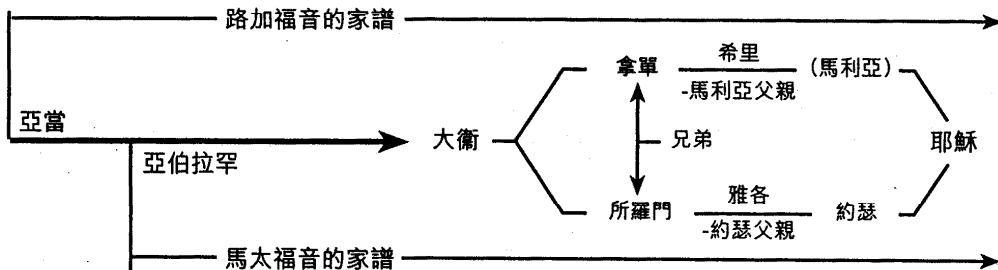 路加福音的家譜
拿單
希里
-馬利亞父親
(馬利亞)
亞當
亞伯拉罕
大衞
兄弟
耶穌
所羅門
雅各
-約瑟父親
約瑟
馬太福音的家譜